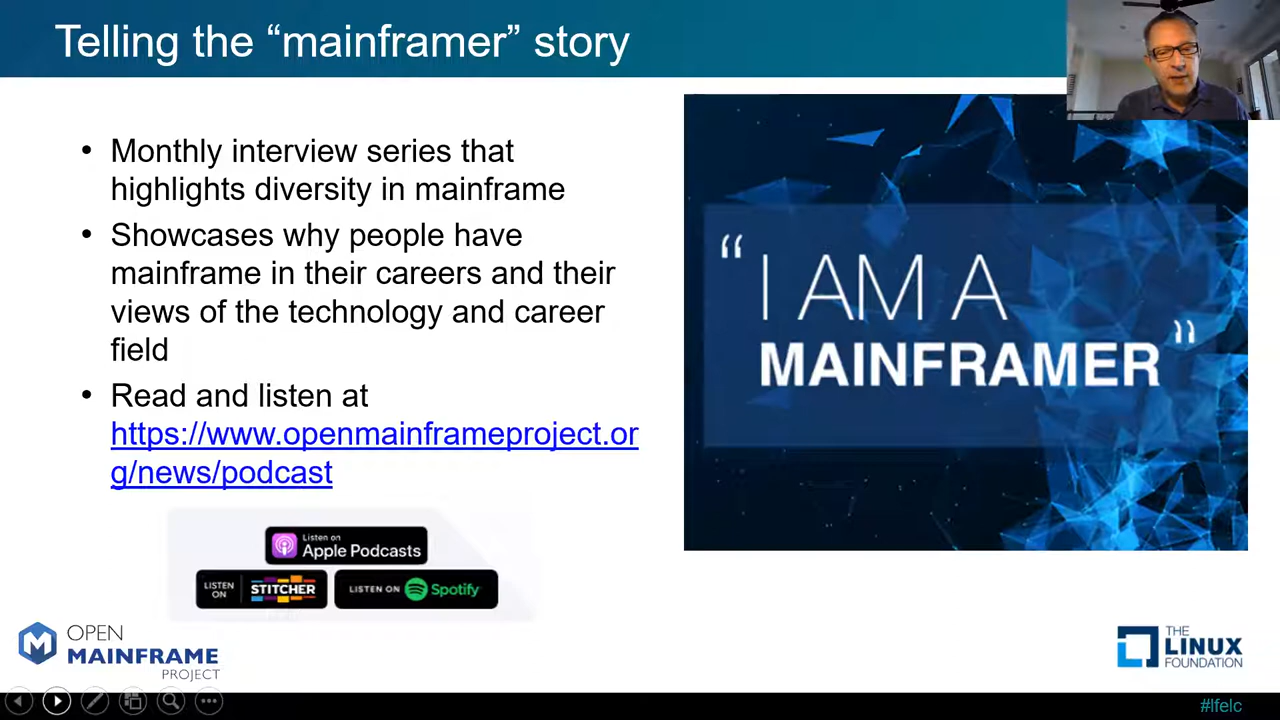 Telling the “mainframer” story
• Monthly interview series that
highlights diversity in mainframe
• Showcases why people have
mainframe in their careers and their
views of the technology and career
field
• Read and listen at
https://www.openmainframeproject.or
g/news/podcast
“ I AM A
MAINFRAMER ”
Listen on
Apple Podcasts
LISTEN
ON
STITCHER
LISTEN ON Spotify
OPEN
MAINFRAME
PROJECT
THE
LINUX
FOUNDATION
#lfelc